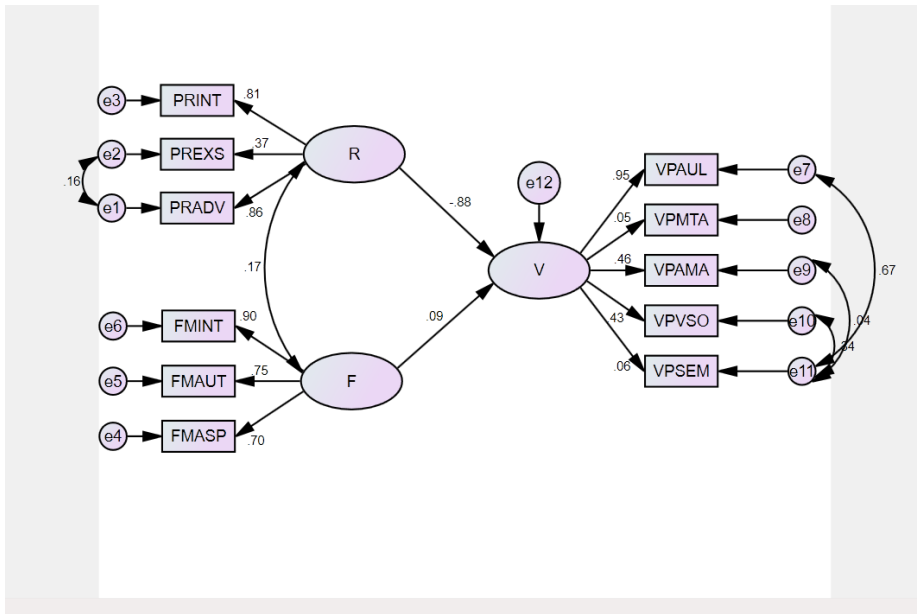 e3
PRINT
.81
e2
PREXS
.37
R
.16
e1
PRADV
.86
-.88
.17
e6
FMINT
.90
e5
FMAUT
.75
F
e4
FMASP
.70
.09
e12
V
.95
VPAUL
e7
.05
VPMTA
e8
.46
VPAMA
e9
.67
43
VPVSO
e10
.04
.06
VPSEM
e11